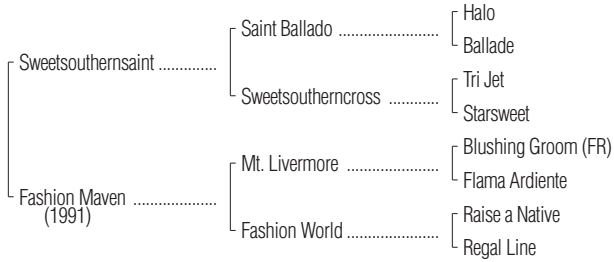 Halo
Saint Ballado ..................
Ballade
Sweetsouthernsaint ............
Tri Jet
Sweetsoutherncross .........
Starsweet
Blushing Groom (FR)
Mt. Livermore .................
Flama Ardiente
Fashion Maven ................
(1991)
Raise a Native
Fashion World .................
Regal Line